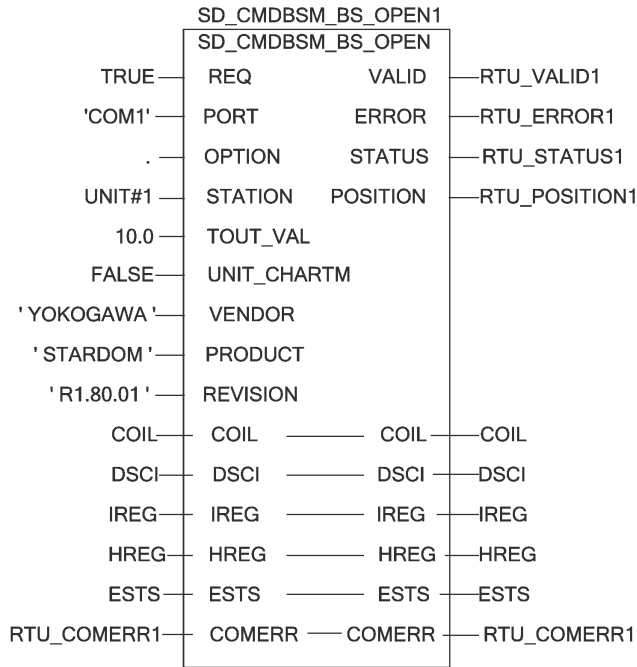 SD_CMDBSM_BS_OPEN1
SD_CMDBSM_BS_OPEN
TRUE REQ VALID RTU_VALID1
'COM1' PORT ERROR RTU_ERROR1
. OPTION STATUS RTU_STATUS1
UNIT#1 STATION POSITION RTU_POSITION1
10.0 TOUT_VAL
FALSE UNIT_CHARTM
' YOKOGAWA ' VENDOR
' STARDOM ' PRODUCT
' R1.80.01 ' REVISION
COIL COIL COIL COIL
DSCI DSCI DSCI DSCI
IREG IREG IREG IREG
HREG HREG HREG HREG
ESTS ESTS ESTS ESTS
RTU_COMERR1 COMERR COMERR RTU_COMERR1